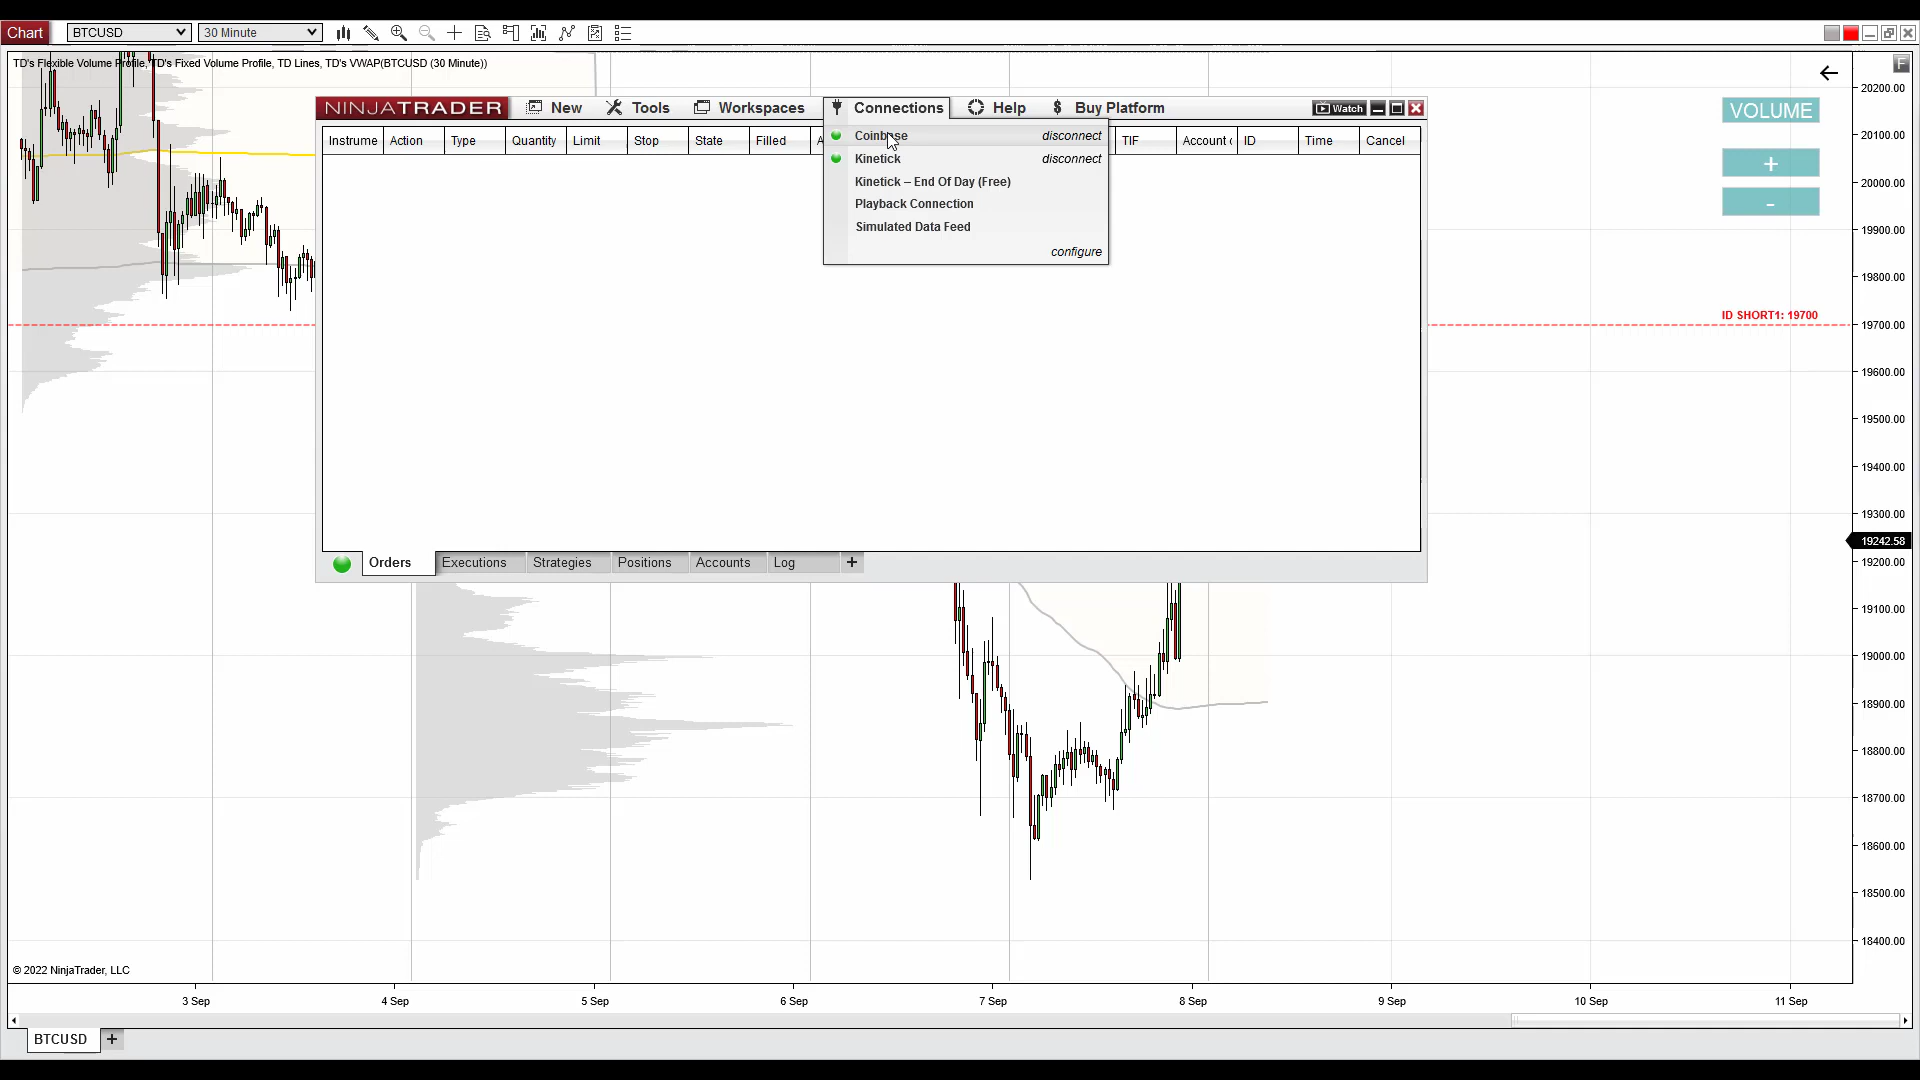 Chart BTCUSD 30 Minute
TD's Flexible Volume Profile, TD's Fixed Volume Profile, TD Lines, TD's VWAP(BTCUSD (30 Minute))
F
VOLUME
+
-
ID SHORT1: 19700
NINJATRADER New Tools Workspaces Connections Help $ Buy Platform Watch
Instrume Action Type Quantity Limit Stop State Filled A TIF Account ID Time Cancel
Coinbase disconnect
Kinetick disconnect
Kinetick – End Of Day (Free)
Playback Connection
Simulated Data Feed
configure
Orders Executions Strategies Positions Accounts Log +
20200.00
20100.00
20000.00
19900.00
19800.00
19700.00
19600.00
19500.00
19400.00
19300.00
19242.58
19200.00
19100.00
19000.00
18900.00
18800.00
18700.00
18600.00
18500.00
18400.00
© 2022 NinjaTrader, LLC
3 Sep 4 Sep 5 Sep 6 Sep 7 Sep 8 Sep 9 Sep 10 Sep 11 Sep
BTCUSD +